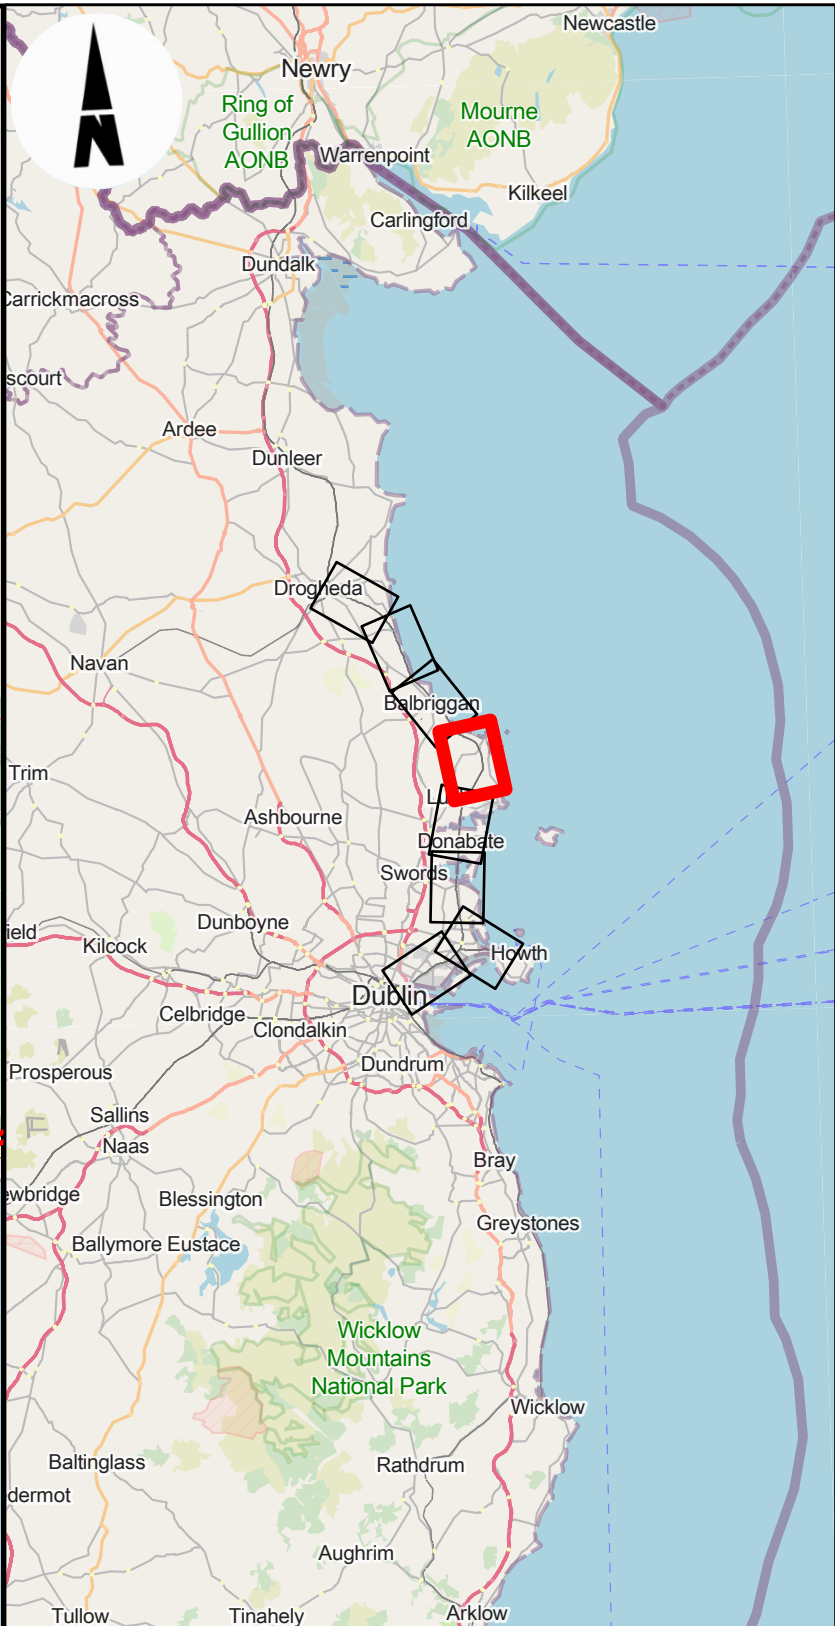 Newcastle
Newry
Ring of
Gullion
AONB
Mourne
AONB
Warrenpoint
Kilkeel
Carlingford
Dundalk
Carrickmacross
scourt
Ardee
Dunleer
Drogheda
Navan
Balbriggan
Trim
Lu
Ashbourne
Donabate
Swords
Dunboyne
ield
Kilcock
Howth
Dublin
Celbridge
Clondalkin
Dundrum
Prosperous
Sallins
Naas
Bray
ewbridge
Blessington
Greystones
Ballymore Eustace
Wicklow
Mountains
National Park
Wicklow
Baltinglass
Rathdrum
dermot
Aughrim
Tullow
Tinahely
Arklow
N